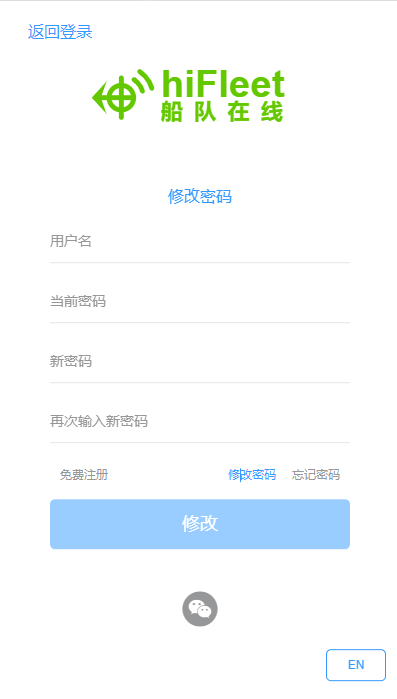 返回登录
hiFleet
船队在线
修改密码
用户名
当前密码
新密码
再次输入新密码
免费注册 修改密码 忘记密码
修改
EN